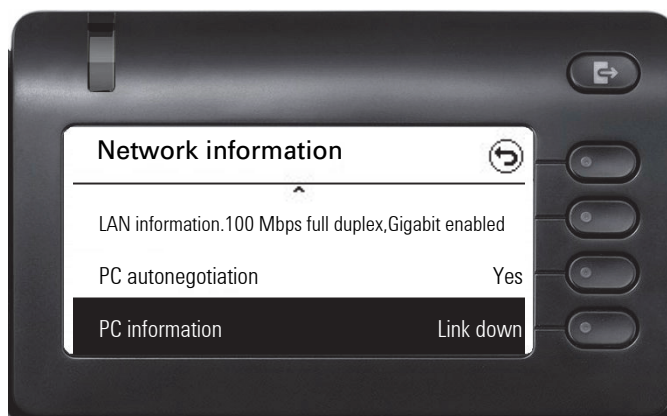 Network information
LAN information.100 Mbps full duplex,Gigabit enabled
PC autonegotiation Yes
PC information Link down